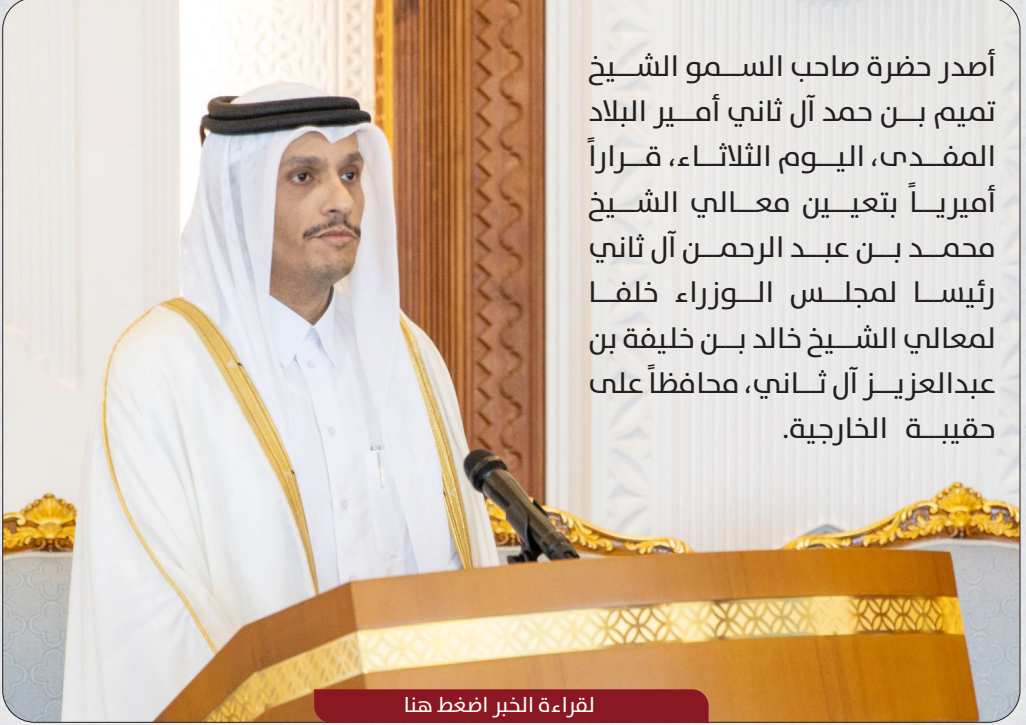 أصدر حضرة صاحب السمو الشيخ
تميم بن حمد آل ثاني أمير البلاد
المفدى، اليوم الثلاثاء، قراراً
أميرياً بتعيين معالي الشيخ
محمد بن عبد الرحمن آل ثاني
رئيسا لمجلس الوزراء خلفا
لمعالي الشيخ خالد بن خليفة بن
عبدالعزيز آل ثاني، محافظاً على
حقيبة الخارجية.
لقراءة الخبر اضغط هنا